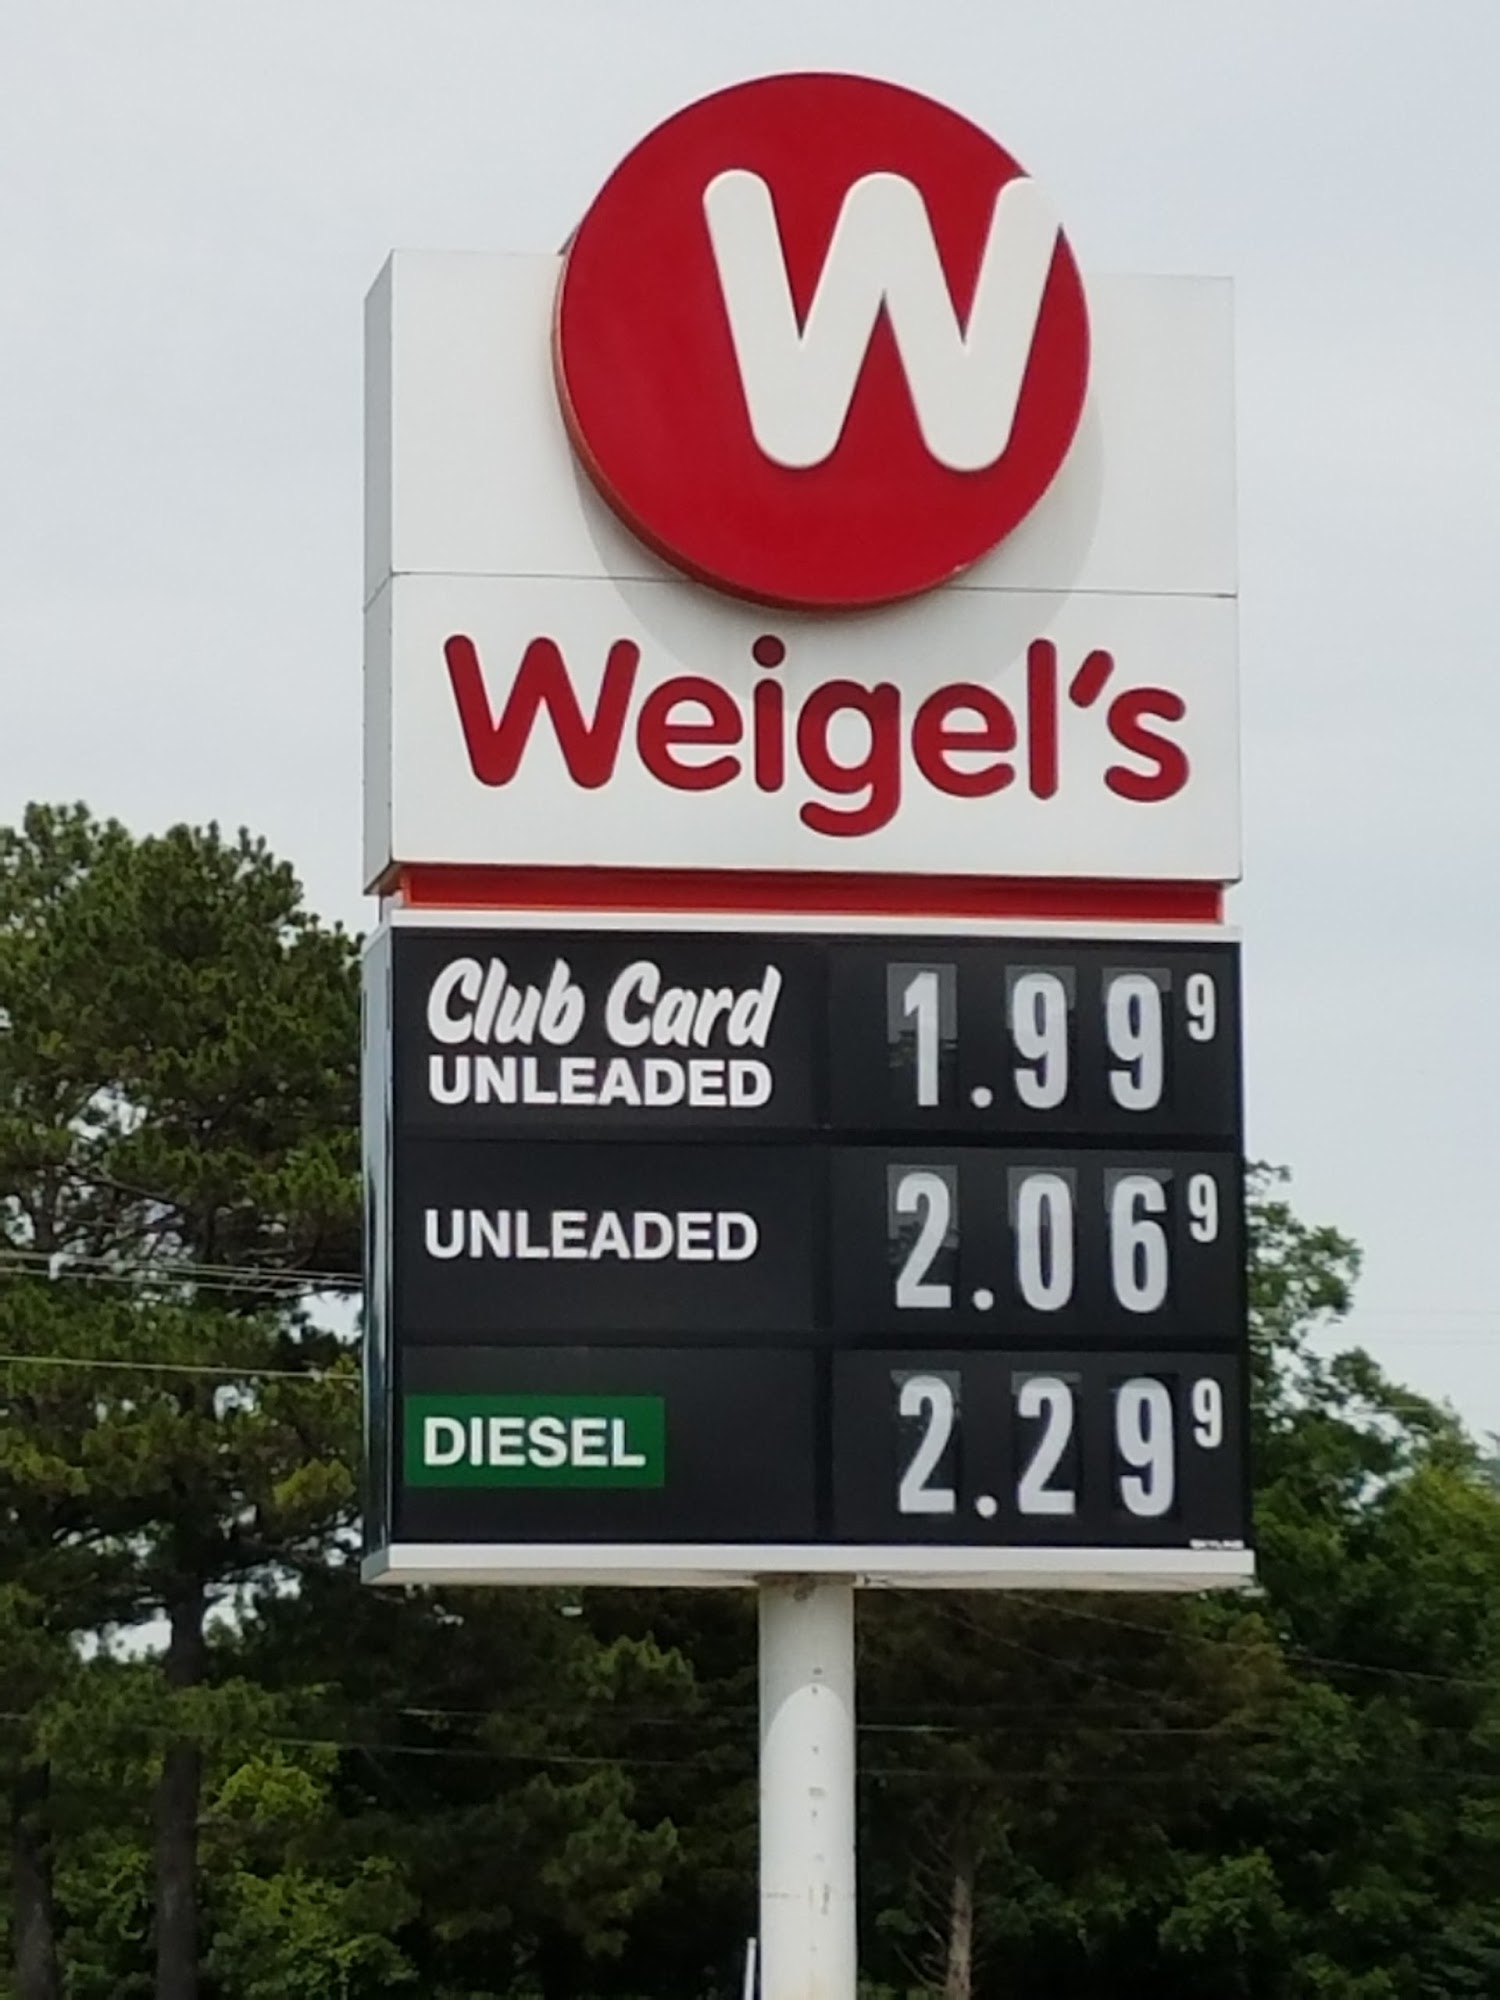 W
Weigel's
Club Card
UNLEADED
1.99 9
UNLEADED
2.06 9
DIESEL
2.29 9